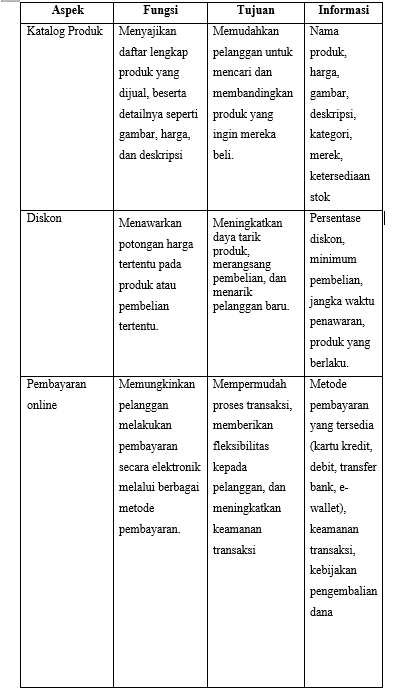 Aspek
Fungsi
Tujuan
Informasi
Katalog Produk
Menyajikan
daftar lengkap
produk yang
dijual, beserta
detailnya seperti
gambar, harga,
dan deskripsi
Memudahkan
pelanggan untuk
mencari dan
membandingkan
produk yang
ingin mereka
beli.
Nama
produk,
harga,
gambar,
deskripsi,
kategori,
merek,
ketersediaan
stok
Diskon
Menawarkan
potongan harga
tertentu pada
produk atau
pembelian
tertentu.
Meningkatkan
daya tarik
produk,
merangsang
pembelian, dan
menarik
pelanggan baru.
Persentase
diskon,
minimum
pembelian,
jangka waktu
penawaran,
produk yang
berlaku.
Pembayaran
online
Memungkinkan
pelanggan
melakukan
pembayaran
secara elektronik
melalui berbagai
metode
pembayaran.
Mempermudah
proses transaksi,
memberikan
fleksibilitas
kepada
pelanggan, dan
meningkatkan
keamanan
transaksi
Metode
pembayaran
yang tersedia
(kartu kredit,
debit, transfer
bank, e-
wallet),
keamanan
transaksi,
kebijakan
pengembalian
dana